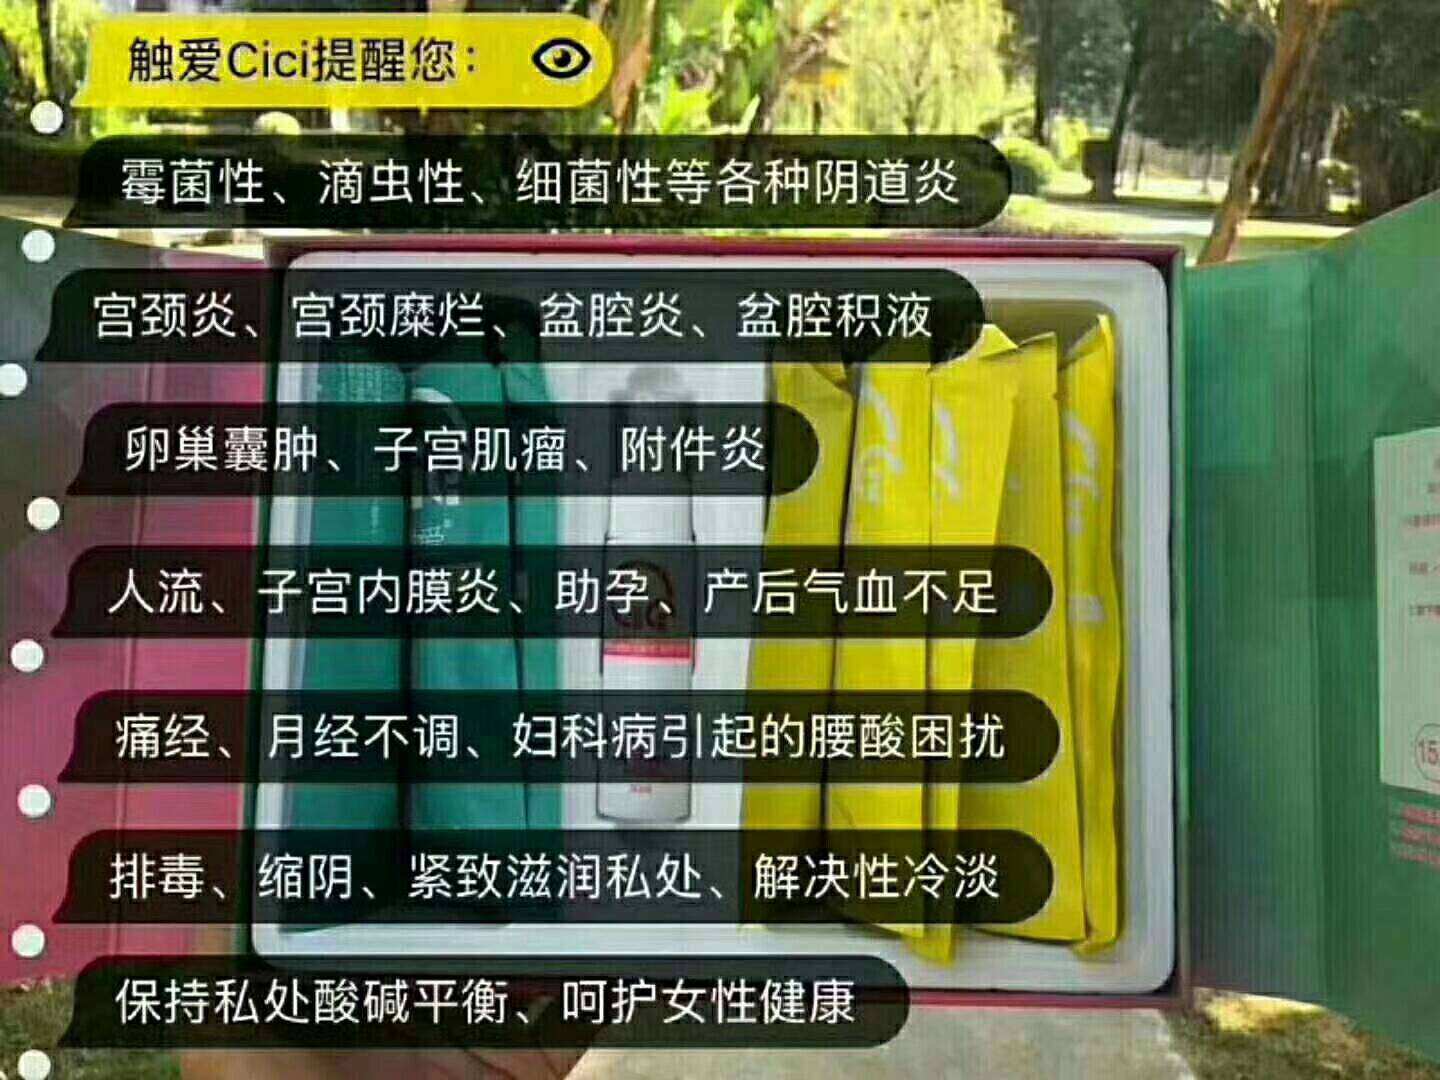 触爱Cici提醒您:
霉菌性、滴虫性、细菌性等各种阴道炎
宫颈炎、宫颈糜烂、盆腔炎、盆腔积液
卵巢囊肿、子宫肌瘤、附件炎
人流、子宫内膜炎、助孕、产后气血不足
痛经、月经不调、妇科病引起的腰酸困扰
排毒、缩阴、紧致滋润私处、解决性冷淡
保持私处酸碱平衡、呵护女性健康